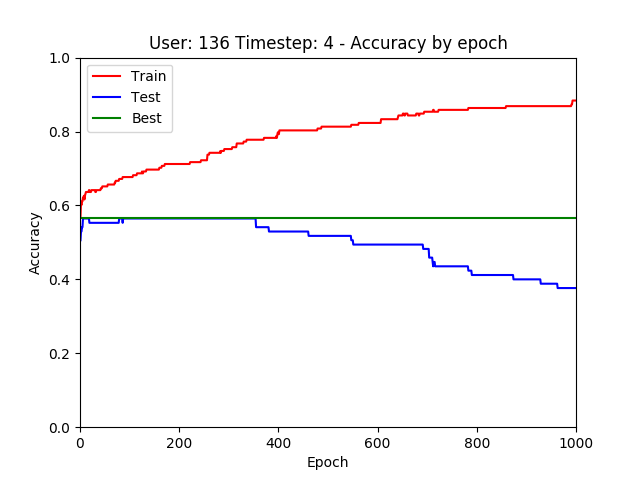 User: 136 Timestep: 4 - Accuracy by epoch
1.0
0.8
0.6
0.4
0.2
0.0
Accuracy
Train
Test
Best
0 200 400 600 800 1000
Epoch